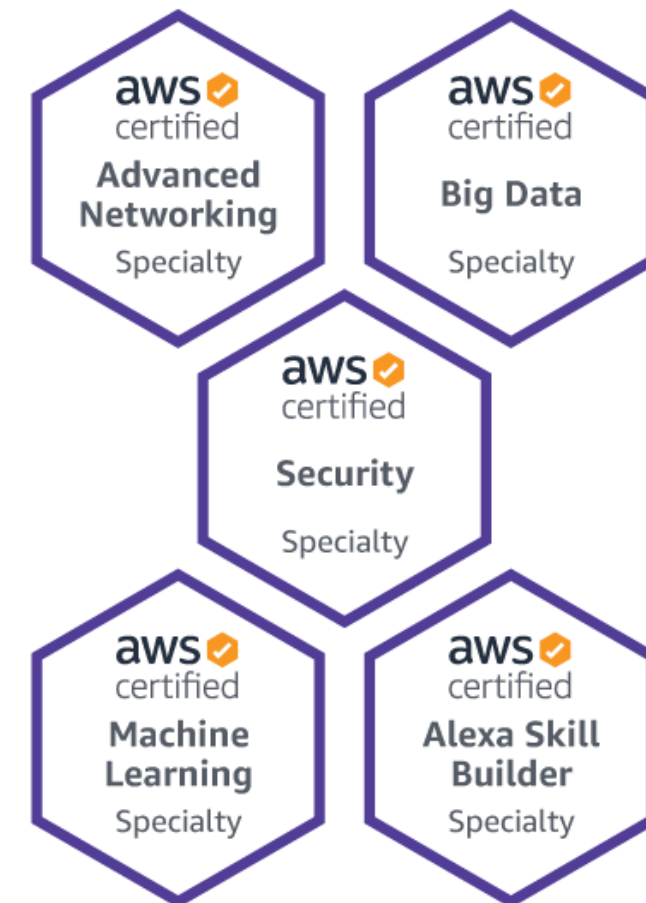 aws
certified
Advanced
Networking
Specialty
aws
certified
Big Data
Specialty
aws
certified
Security
Specialty
aws
certified
Machine
Learning
Specialty
aws
certified
Alexa Skill
Builder
Specialty